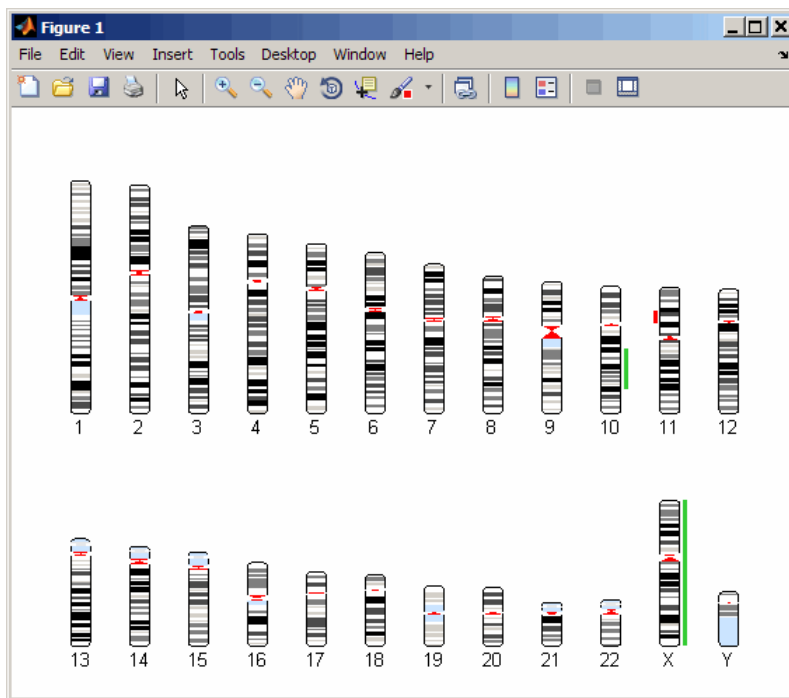 Figure 1
File Edit View Insert Tools Desktop Window Help
1 2 3 4 5 6 7 8 9 10 11 12
13 14 15 16 17 18 19 20 21 22 X Y